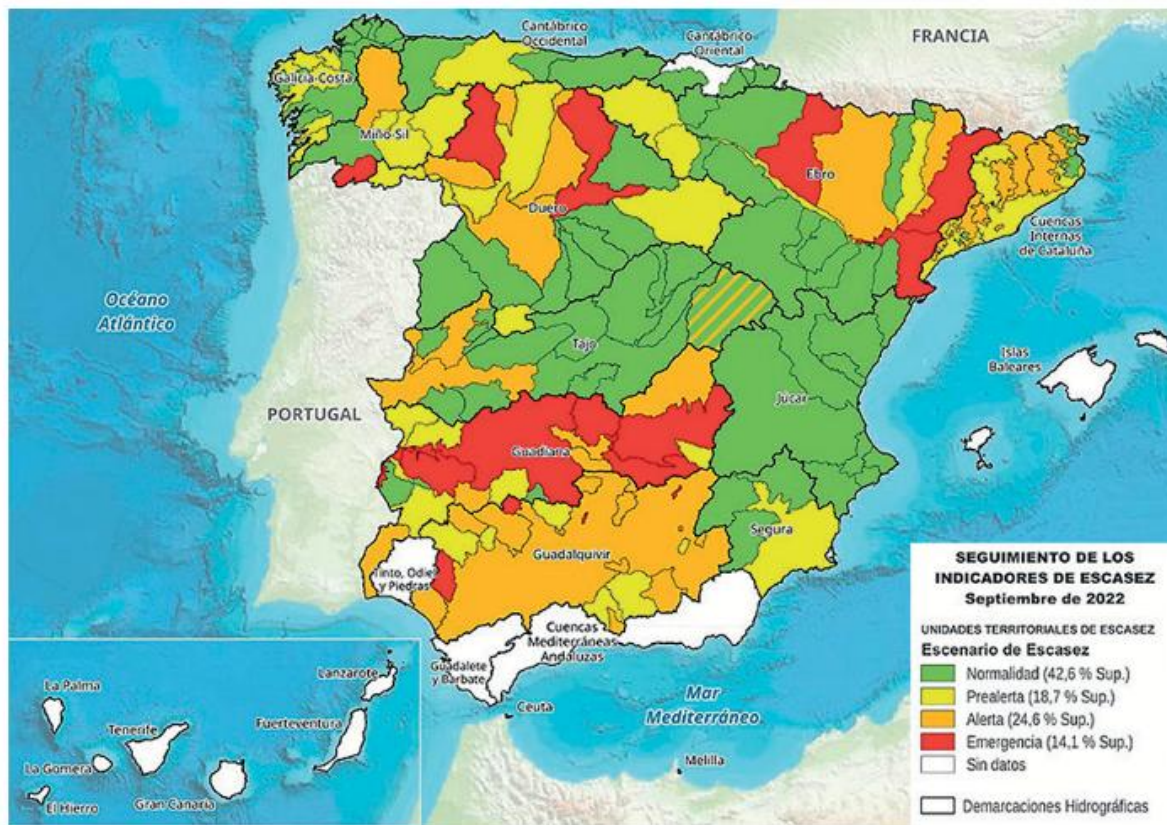 Cantábrico
Occidental
Cantábrico
Oriental
FRANCIA
Galicia-Costa
Miño-Sil
Ebro
Duero
Cuencas
Internas
de Cataluña
Océano
Atlántico
Tajo
Islas
Baleares
PORTUGAL
Júcar
Guadiana
Segura
Guadalquivir
Tinto, Odiel
y Piedras
Cuencas
Mediterráneas
Andaluzas
Guadalete
y Barbate
Ceuta
Mar
Mediterráneo
Melilla
Lanzarote
La Palma
Tenerife
Fuerteventura
La Gomera
El Hierro
Gran Canaria
SEGUIMIENTO DE LOS
INDICADORES DE ESCASEZ
Septiembre de 2022
UNIDADES TERRITORIALES DE ESCASEZ
Escenario de Escasez
Normalidad (42,6 % Sup.)
Prealerta (18,7 % Sup.)
Alerta (24,6 % Sup.)
Emergencia (14,1 % Sup.)
Sin datos
Demarcaciones Hidrográficas